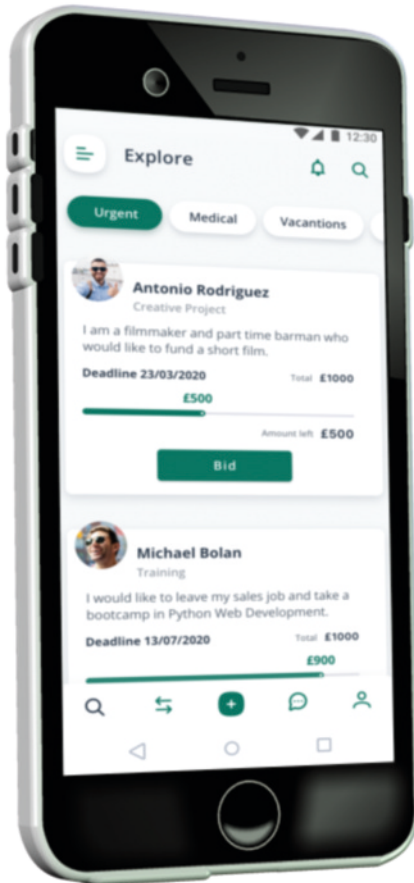 12:30
Explore
Urgent
Medical
Vacantions
Antonio Rodriguez
Creative Project
I am a filmmaker and part time barman who
would like to fund a short film.
Deadline 23/03/2020 Total £1000
£500
Amount left £500
Bid
Michael Bolan
Training
I would like to leave my sales job and take a
bootcamp in Python Web Development.
Deadline 13/07/2020 Total £1000
£900